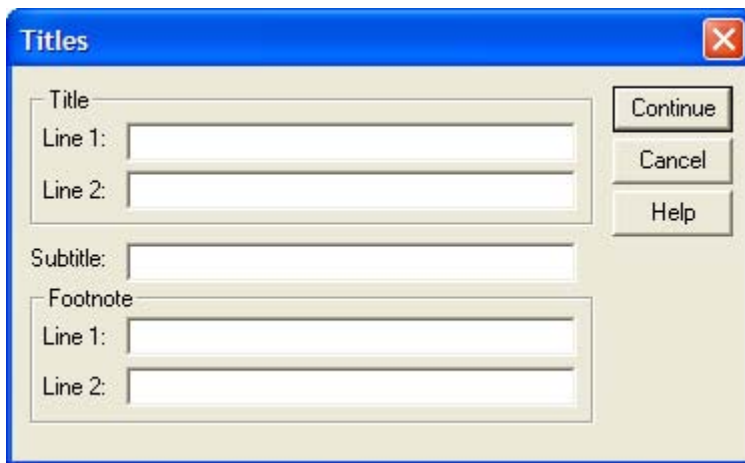 Titles
Title
Line 1:
Line 2:
Subtitle:
Footnote
Line 1:
Line 2:
Continue
Cancel
Help